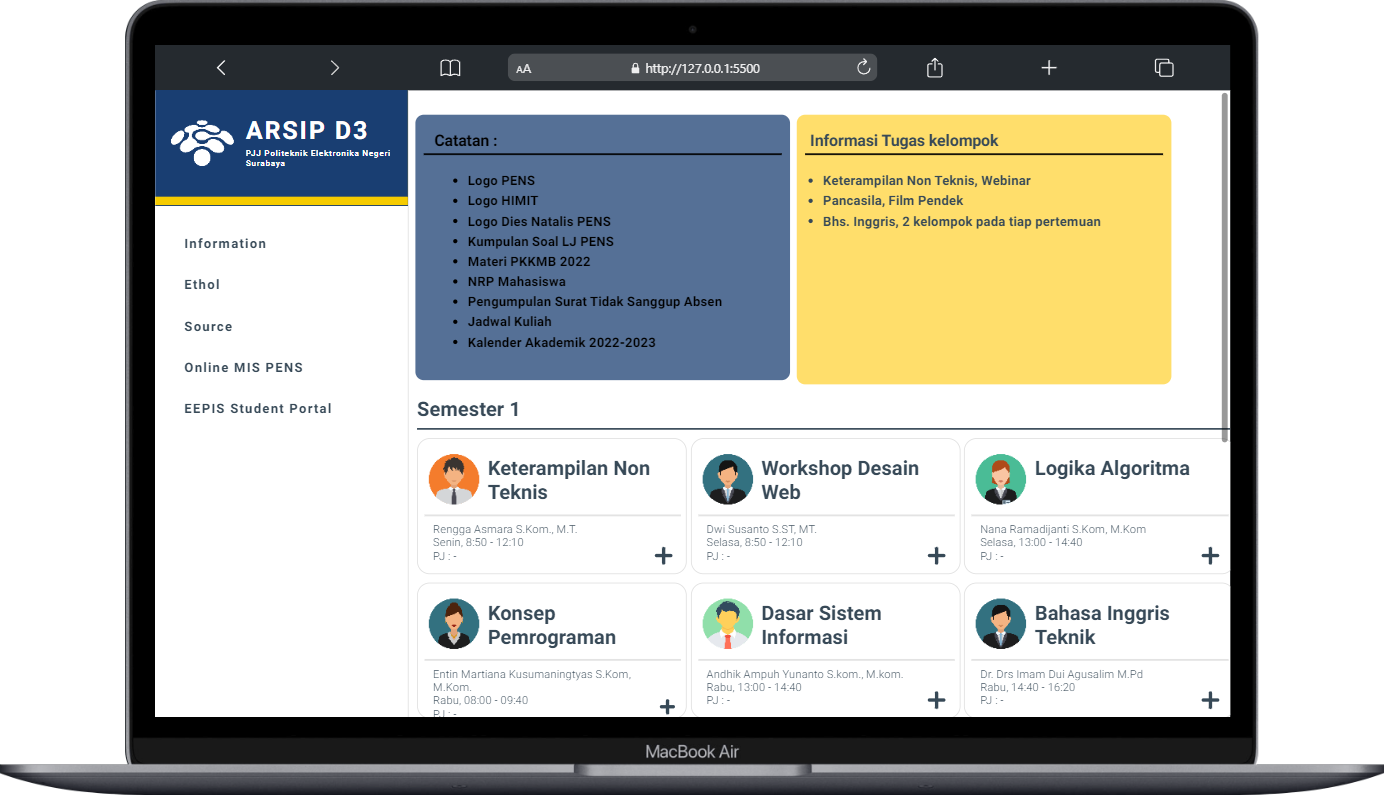 AA
http://127.0.0.1:5500
ARSIP D3
PJJ Politeknik Elektronika Negeri
Surabaya
Information
Ethol
Source
Online MIS PENS
EEPIS Student Portal
Catatan :
Logo PENS
Logo HIMIT
Logo Dies Natalis PENS
Kumpulan Soal LJ PENS
Materi PKKMB 2022
NRP Mahasiswa
Pengumpulan Surat Tidak Sanggup Absen
Jadwal Kuliah
Kalender Akademik 2022-2023
Informasi Tugas kelompok
Keterampilan Non Teknis, Webinar
Pancasila, Film Pendek
Bhs. Inggris, 2 kelompok pada tiap pertemuan
Semester 1
Keterampilan Non
Teknis
Rengga Asmara S.Kom., M.T.
Senin, 8:50 - 12:10
PJ : -
Workshop Desain
Web
Dwi Susanto S.ST, MT.
Selasa, 8:50 - 12:10
PJ : -
Logika Algoritma
Nana Ramadijanti S.Kom, M.Kom
Selasa, 13:00 - 14:40
PJ : -
Konsep
Pemrograman
Entin Martiana Kusumaningtyas S.Kom,
M.Kom.
Rabu, 08:00 - 09:40
PJ : -
Dasar Sistem
Informasi
Andhik Ampuh Yunanto S.kom., M.kom.
Rabu, 13:00 - 14:40
PJ : -
Bahasa Inggris
Teknik
Dr. Drs Imam Dui Agusalim M.Pd
Rabu, 14:40 - 16:20
PJ : -
MacBook Air